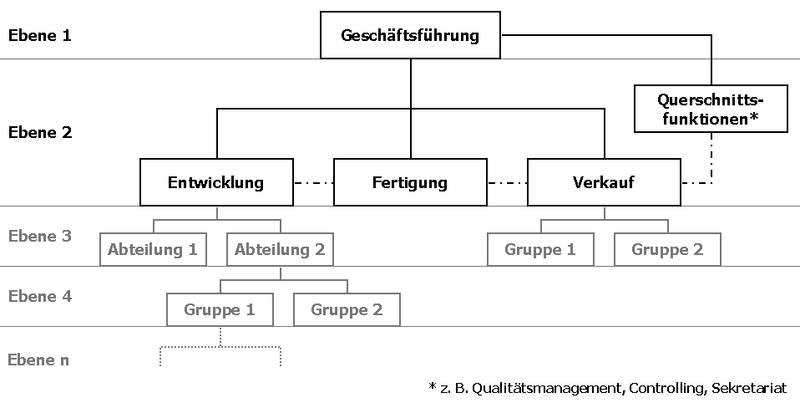 Ebene 1
Geschäftsführung
Querschnitts-
funktionen*
Ebene 2
Entwicklung
Fertigung
Verkauf
Ebene 3
Abteilung 1
Abteilung 2
Gruppe 1
Gruppe 2
Ebene 4
Gruppe 1
Gruppe 2
Ebene n
* z. B. Qualitätsmanagement, Controlling, Sekretariat